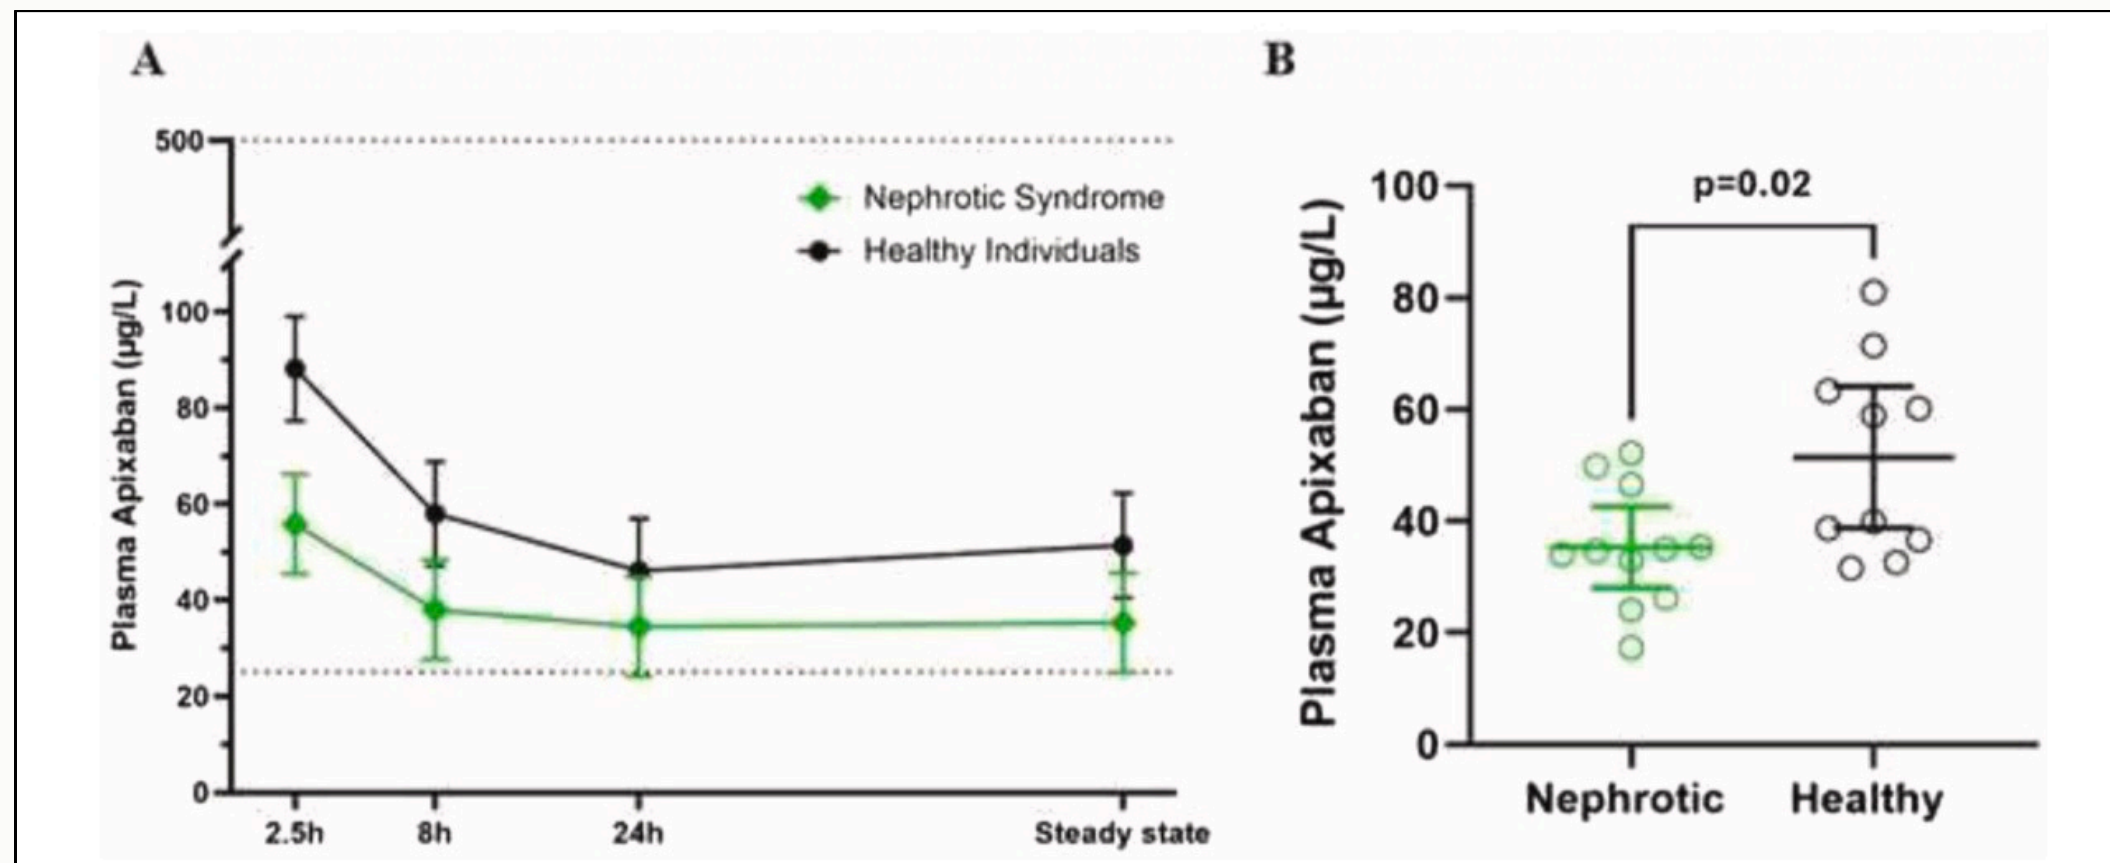 A
B
500
Nephrotic Syndrome
Healthy Individuals
Plasma Apixaban (µg/L)
100
80
60
40
20
0
2.5h 8h 24h Steady state
p=0.02
Plasma Apixaban (µg/L)
100
80
60
40
20
0
Nephrotic Healthy